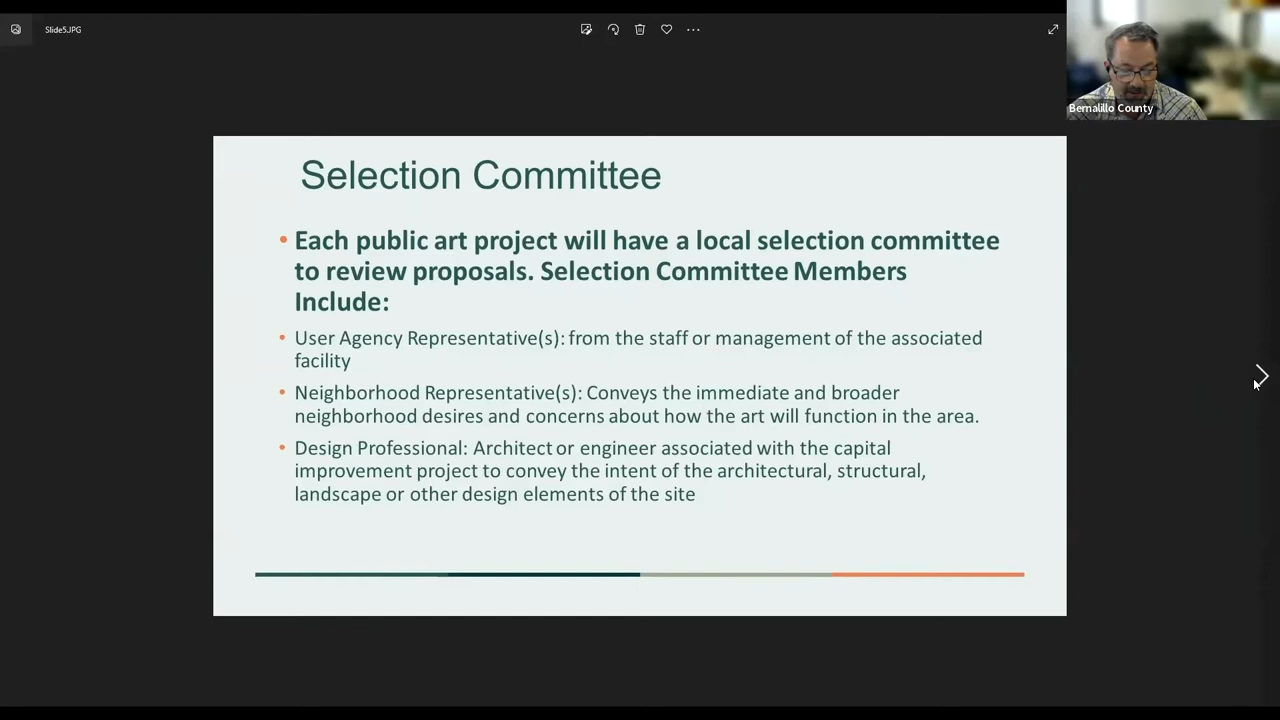 Slide5.JPG
Bernalillo County
Selection Committee
• Each public art project will have a local selection committee
to review proposals. Selection Committee Members
Include:
• User Agency Representative(s): from the staff or management of the associated
facility
• Neighborhood Representative(s): Conveys the immediate and broader
neighborhood desires and concerns about how the art will function in the area.
• Design Professional: Architect or engineer associated with the capital
improvement project to convey the intent of the architectural, structural,
landscape or other design elements of the site